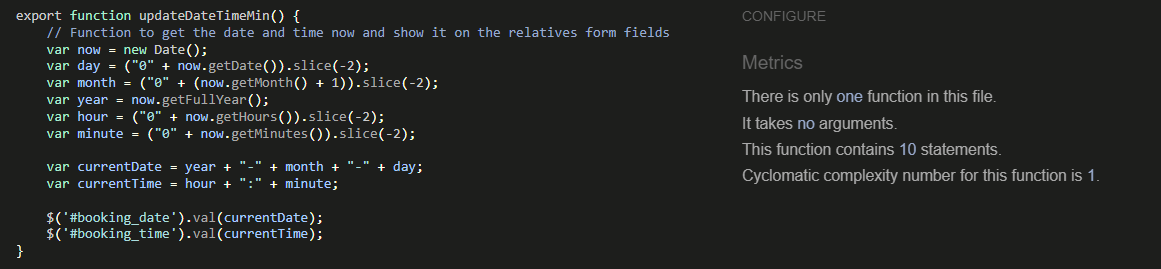 export function updateDateTimeMin() {
// Function to get the date and time now and show it on the relatives form fields
var now = new Date();
var day = ("0" + now.getDate()).slice(-2);
var month = ("0" + (now.getMonth() + 1)).slice(-2);
var year = now.getFullYear();
var hour = ("0" + now.getHours()).slice(-2);
var minute = ("0" + now.getMinutes()).slice(-2);
var currentDate = year + "-" + month + "-" + day;
var currentTime = hour + ":" + minute;
$('#booking_date').val(currentDate);
$('#booking_time').val(currentTime);
}
CONFIGURE
Metrics
There is only one function in this file.
It takes no arguments.
This function contains 10 statements.
Cyclomatic complexity number for this function is 1.